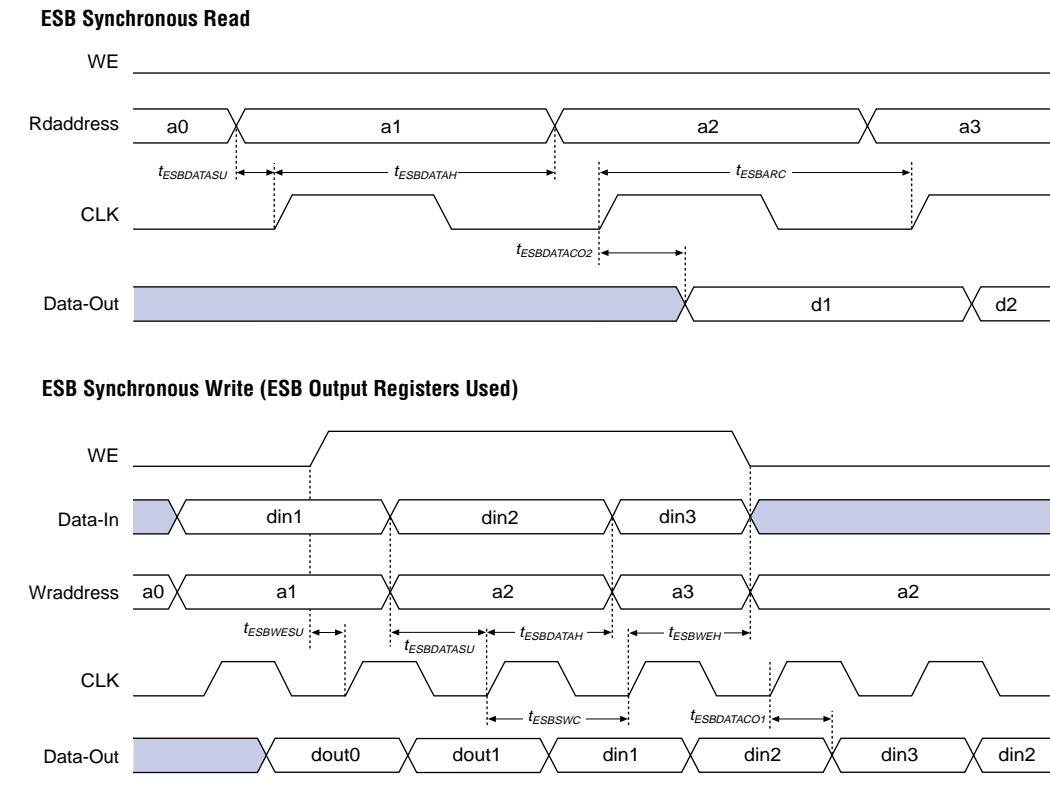 ESB Synchronous Read
WE
Rdaddress a0 a1 a2 a3
tESBDATASU tESBDATAH tESBARC
CLK
tESBDATACO2
Data-Out d1 d2
ESB Synchronous Write (ESB Output Registers Used)
WE
Data-In din1 din2 din3
Wraddress a0 a1 a2 a3 a2
tESBWESU tESBDATASU tESBDATAH tESBWEH
CLK
tESBSWC tESBDATACO1
Data-Out dout0 dout1 din1 din2 din3 din2